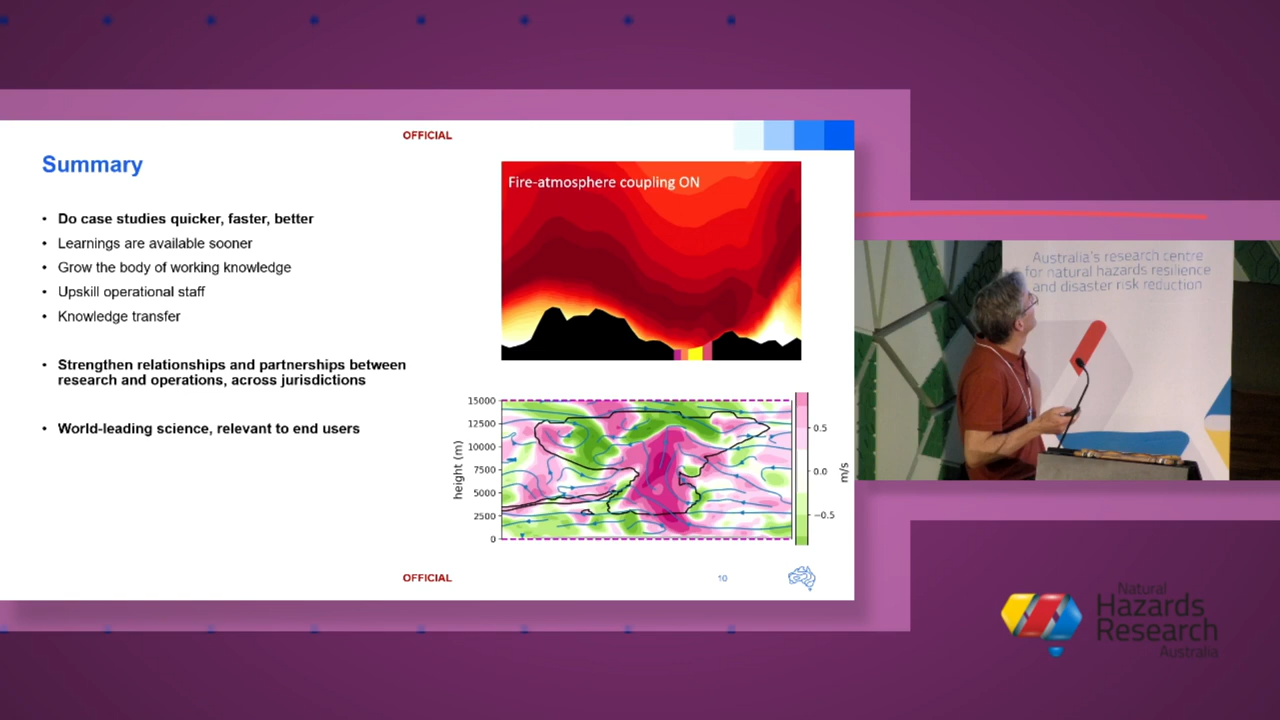 OFFICIAL
Summary
• Do case studies quicker, faster, better
• Learnings are available sooner
• Grow the body of working knowledge
• Upskill operational staff
• Knowledge transfer
• Strengthen relationships and partnerships between
research and operations, across jurisdictions
• World-leading science, relevant to end users
Fire-atmosphere coupling ON
15000
12500
10000
7500
5000
2500
0
height (m)
0.5
0.0
−0.5
m/s
OFFICIAL
10
Australia's research centre
for natural hazards resilience
and disaster risk reduction
Natural
Hazards
Research
Australia